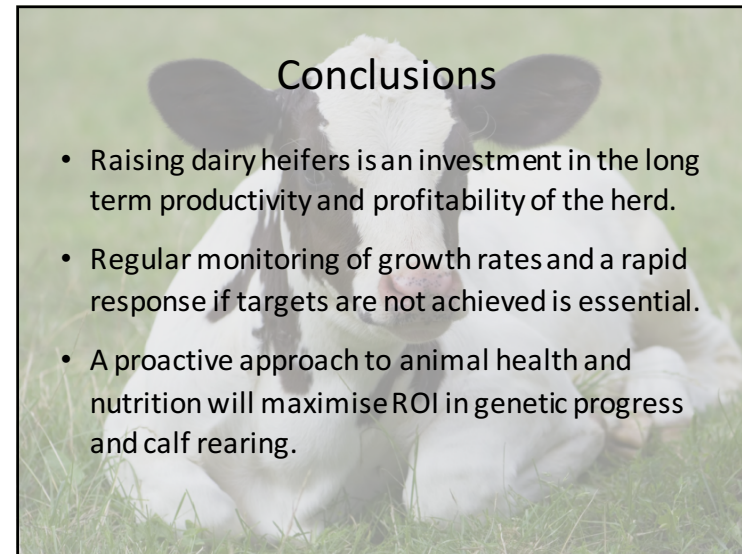 Conclusions
• Raising dairy heifers is an investment in the long
term productivity and profitability of the herd.
• Regular monitoring of growth rates and a rapid
response if targets are not achieved is essential.
• A proactive approach to animal health and
nutrition will maximise ROI in genetic progress
and calf rearing.